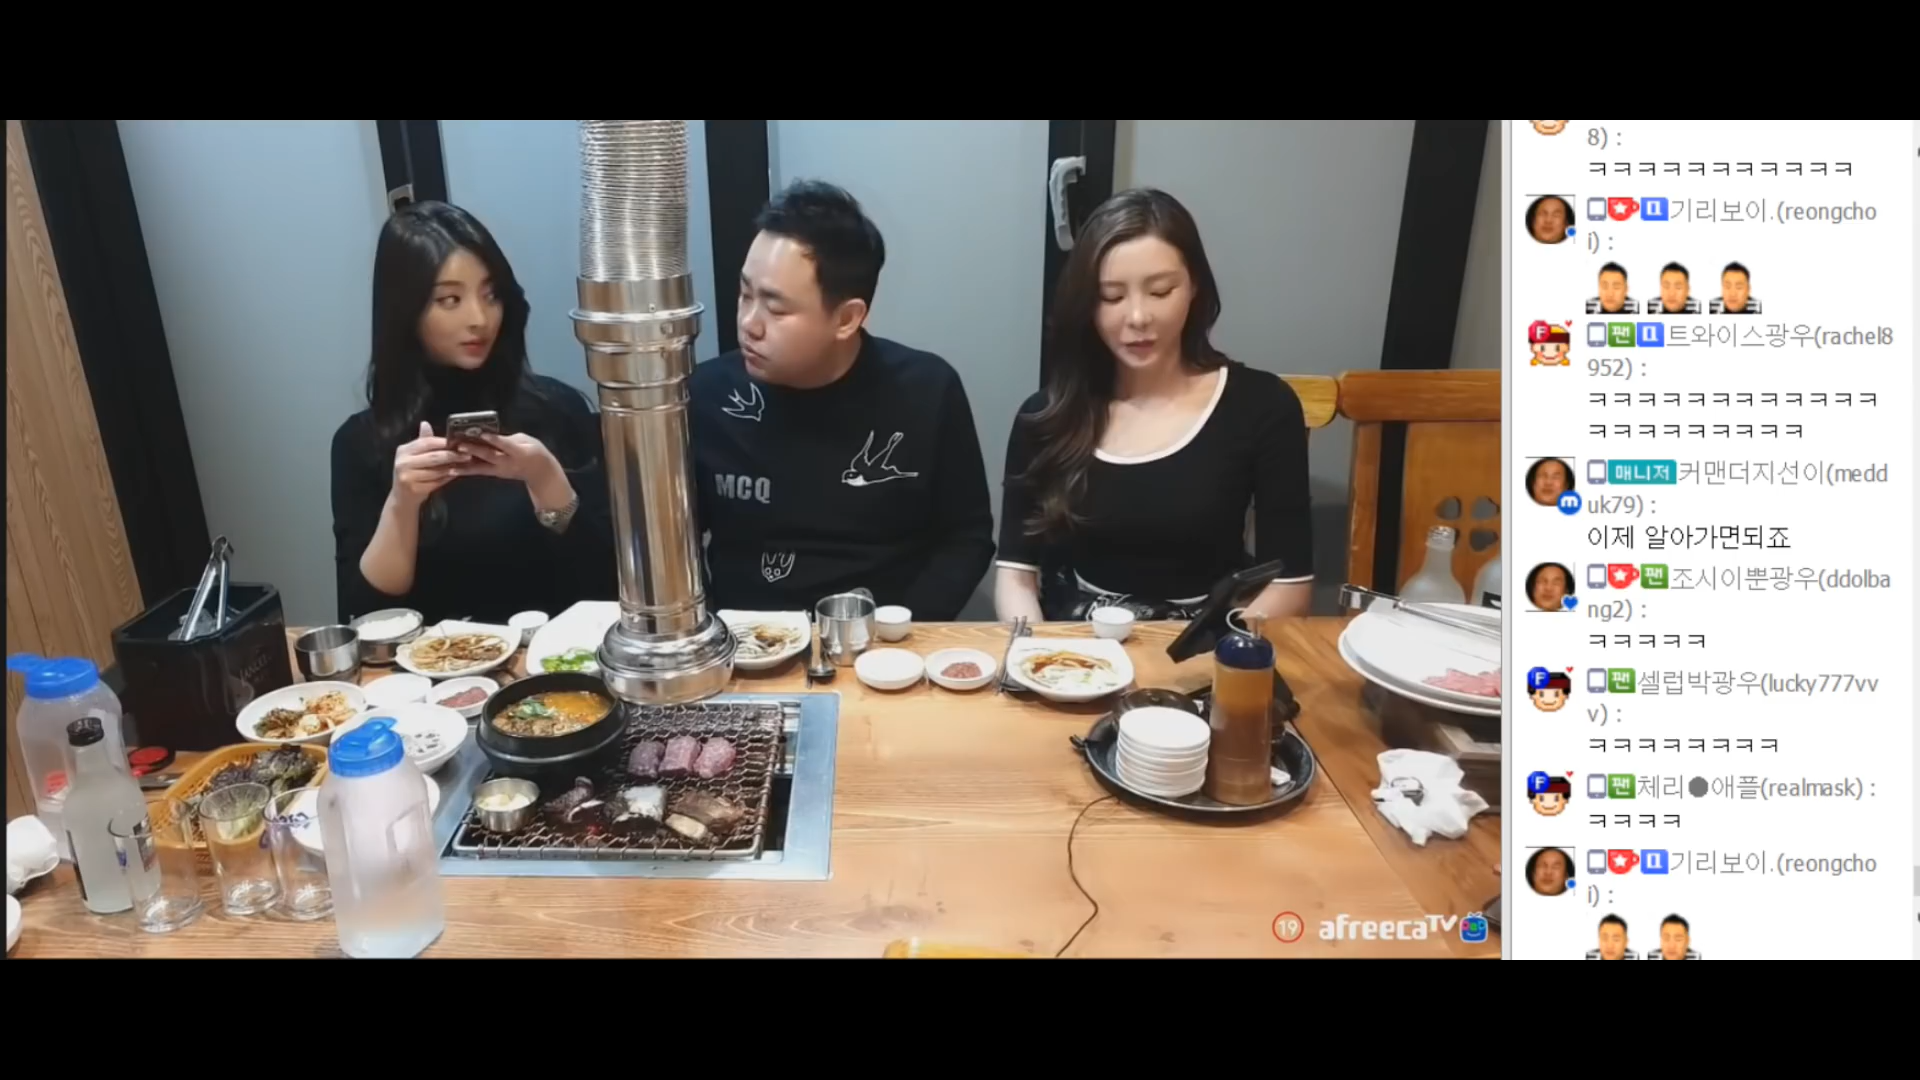 8) :
ㅋㅋㅋㅋㅋㅋㅋㅋㅋㅋㅋ
기리보이.(reongcho
i) :
팬 트와이스광우(rachel8
952) :
ㅋㅋㅋㅋㅋㅋㅋㅋㅋㅋㅋㅋ
ㅋㅋㅋㅋㅋㅋㅋㅋㅋ
매니저 커맨더지선이(medd
uk79) :
이제 알아가면되죠
팬 조시이뿐광우(ddolba
ng2) :
ㅋㅋㅋㅋㅋ
팬 셀럽박광우(lucky777vv
v) :
ㅋㅋㅋㅋㅋㅋㅋㅋ
팬 체리●애플(realmask) :
ㅋㅋㅋㅋ
기리보이.(reongcho
i) :
MCQ
19 afreecaTV